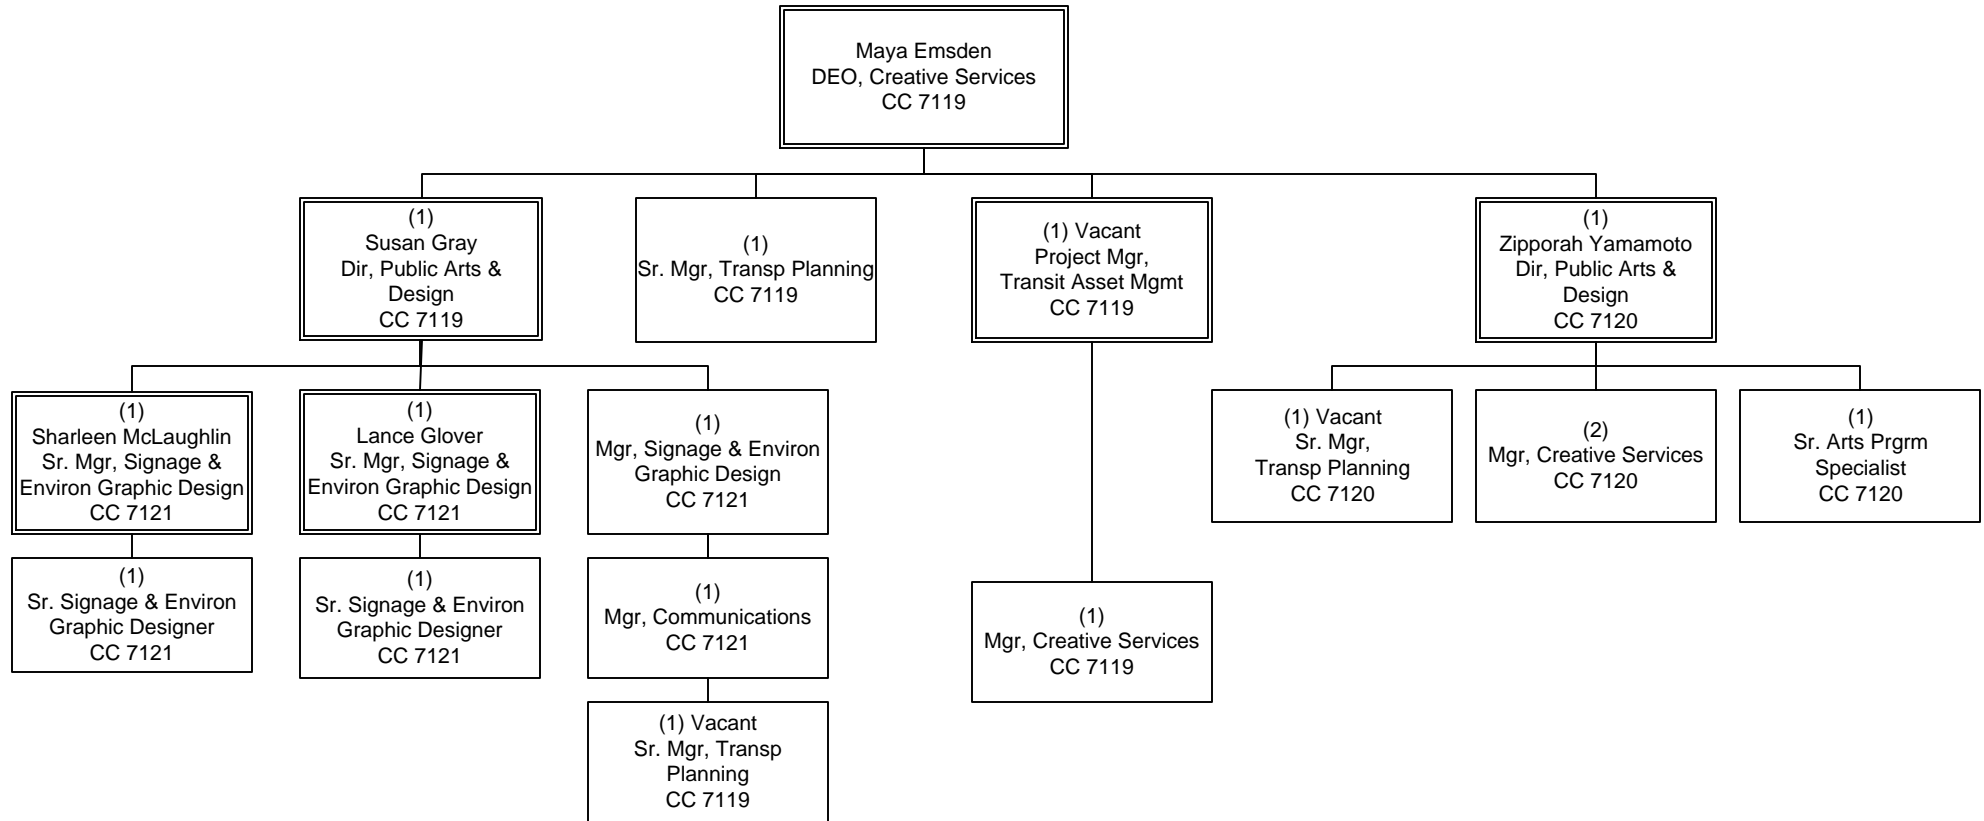 Maya Emsden
DEO, Creative Services
CC 7119
(1)
Susan Gray
Dir, Public Arts &
Design
CC 7119
(1)
Sr. Mgr, Transp Planning
CC 7119
(1) Vacant
Project Mgr,
Transit Asset Mgmt
CC 7119
(1)
Zipporah Yamamoto
Dir, Public Arts &
Design
CC 7120
(1)
Sharleen McLaughlin
Sr. Mgr, Signage &
Environ Graphic Design
CC 7121
(1)
Lance Glover
Sr. Mgr, Signage &
Environ Graphic Design
CC 7121
(1)
Mgr, Signage & Environ
Graphic Design
CC 7121
(1) Vacant
Sr. Mgr,
Transp Planning
CC 7120
(2)
Mgr, Creative Services
CC 7120
(1)
Sr. Arts Prgrm
Specialist
CC 7120
(1)
Sr. Signage & Environ
Graphic Designer
CC 7121
(1)
Sr. Signage & Environ
Graphic Designer
CC 7121
(1)
Mgr, Communications
CC 7121
(1)
Mgr, Creative Services
CC 7119
(1) Vacant
Sr. Mgr, Transp
Planning
CC 7119